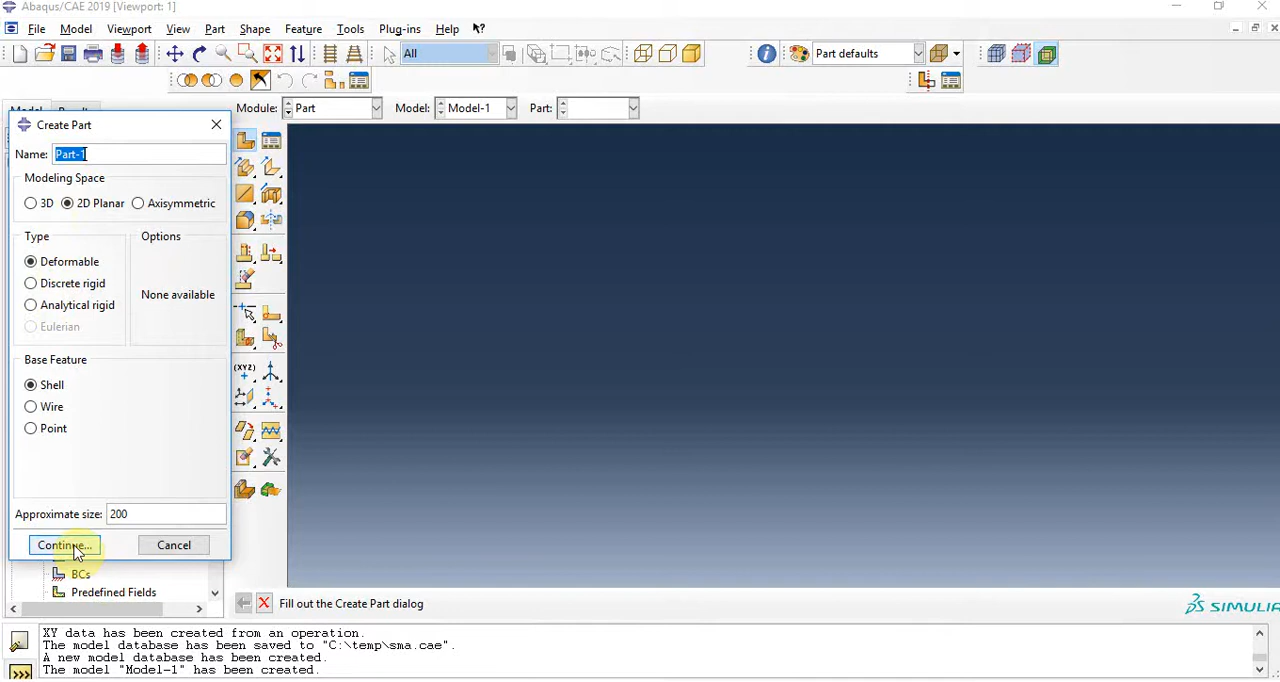 Abaqus/CAE 2019 [Viewport: 1]
File Model Viewport View Part Shape Feature Tools Plug-ins Help
All
Part defaults
Module: Part Model: Model-1 Part:
Create Part
Name: Part-1
Modeling Space
3D 2D Planar Axisymmetric
Type
Options
Deformable
Discrete rigid
None available
Analytical rigid
Eulerian
Base Feature
Shell
Wire
Point
(XYZ)
Approximate size: 200
Continue... Cancel
BCs
Predefined Fields
Fill out the Create Part dialog
SIMULIA
XY data has been created from an operation.
The model database has been saved to "C:\temp\sma.cae".
A new model database has been created.
The model "Model-1" has been created.
>>>